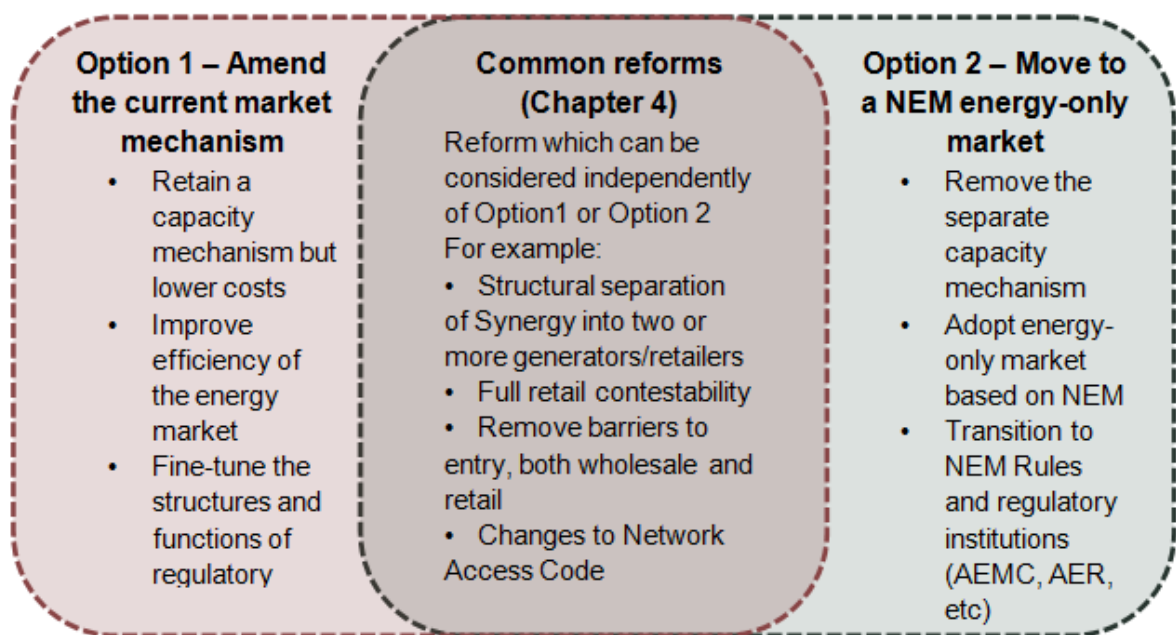 Option 1 – Amend
the current market
mechanism
• Retain a
capacity
mechanism but
lower costs
• Improve
efficiency of
the energy
market
• Fine-tune the
structures and
functions of
regulatory
Common reforms
(Chapter 4)
Reform which can be
considered independently
of Option1 or Option 2
For example:
• Structural separation
of Synergy into two or
more generators/retailers
• Full retail contestability
• Remove barriers to
entry, both wholesale and
retail
• Changes to Network
Access Code
Option 2 – Move to
a NEM energy-only
market
• Remove the
separate
capacity
mechanism
• Adopt energy-
only market
based on NEM
• Transition to
NEM Rules
and regulatory
institutions
(AEMC, AER,
etc)